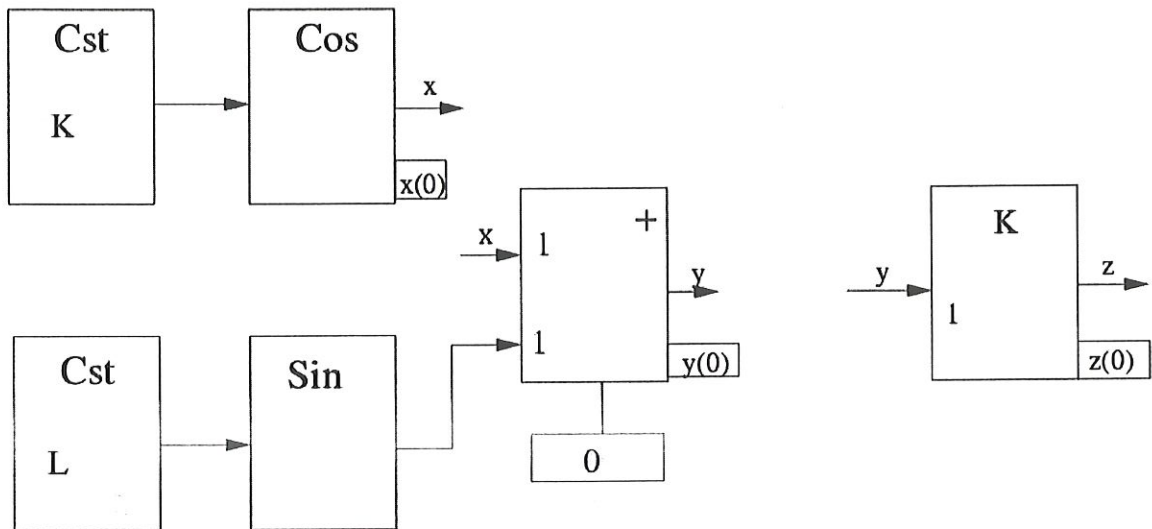 Cst
K
Cos
x
x(0)
x
1
1
+
y
y(0)
0
y
1
K
z
z(0)
Cst
L
Sin